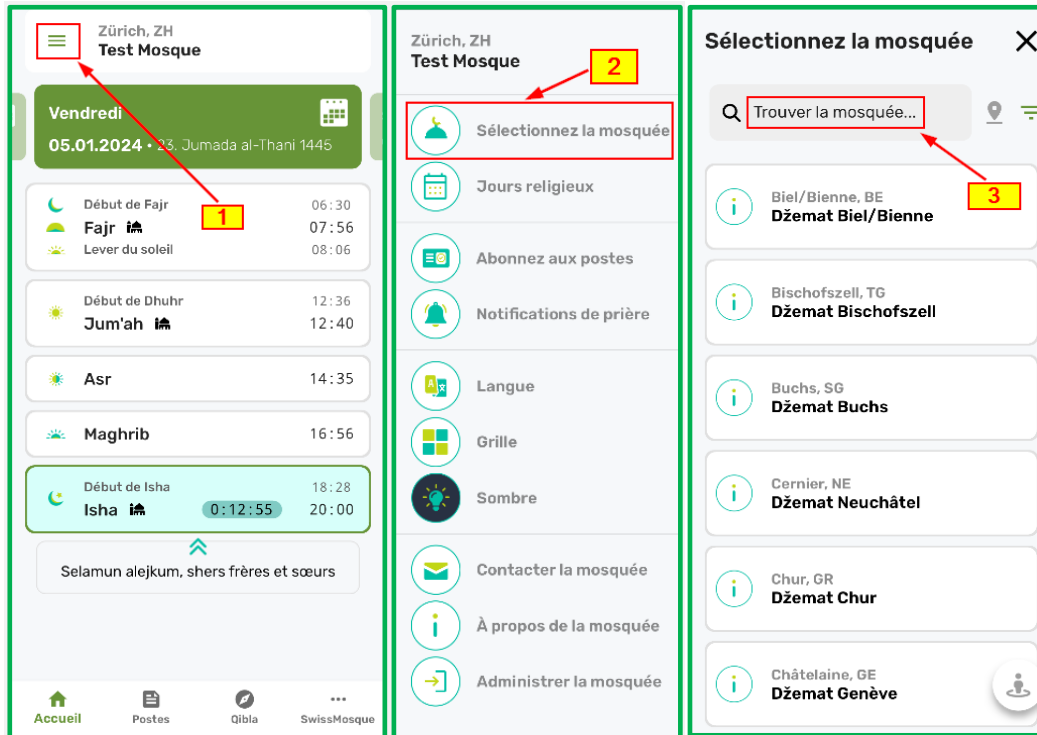 Zürich, ZH
Test Mosque
Vendredi
05.01.2024 • 23. Jumada al-Thani 1445
1
Début de Fajr 06:30
Fajr 07:56
Lever du soleil 08:06
Début de Dhuhr 12:36
Jum'ah 12:40
Asr 14:35
Maghrib 16:56
Début de Isha 18:28
Isha 0:12:55 20:00
Selamun alejkum, shers frères et sœurs
Accueil Postes Qibla SwissMosque
Zürich, ZH
Test Mosque
2
Sélectionnez la mosquée
Jours religieux
Abonnez aux postes
Notifications de prière
Langue
Grille
Sombre
Contacter la mosquée
À propos de la mosquée
Administrer la mosquée
Sélectionnez la mosquée
Trouver la mosquée...
3
Biel/Bienne, BE
Džemat Biel/Bienne
Bischofszell, TG
Džemat Bischofszell
Buchs, SG
Džemat Buchs
Cernier, NE
Džemat Neuchâtel
Chur, GR
Džemat Chur
Châtelaine, GE
Džemat Genève